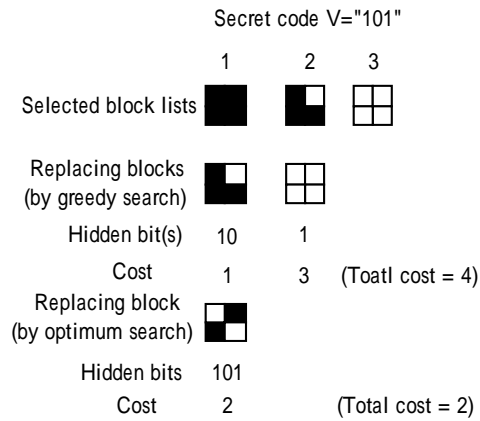 Secret code V="101"
1 2 3
Selected block lists
Replacing blocks
(by greedy search)
Hidden bit(s) 10 1
Cost 1 3 (Toatl cost = 4)
Replacing block
(by optimum search)
Hidden bits 101
Cost 2 (Total cost = 2)